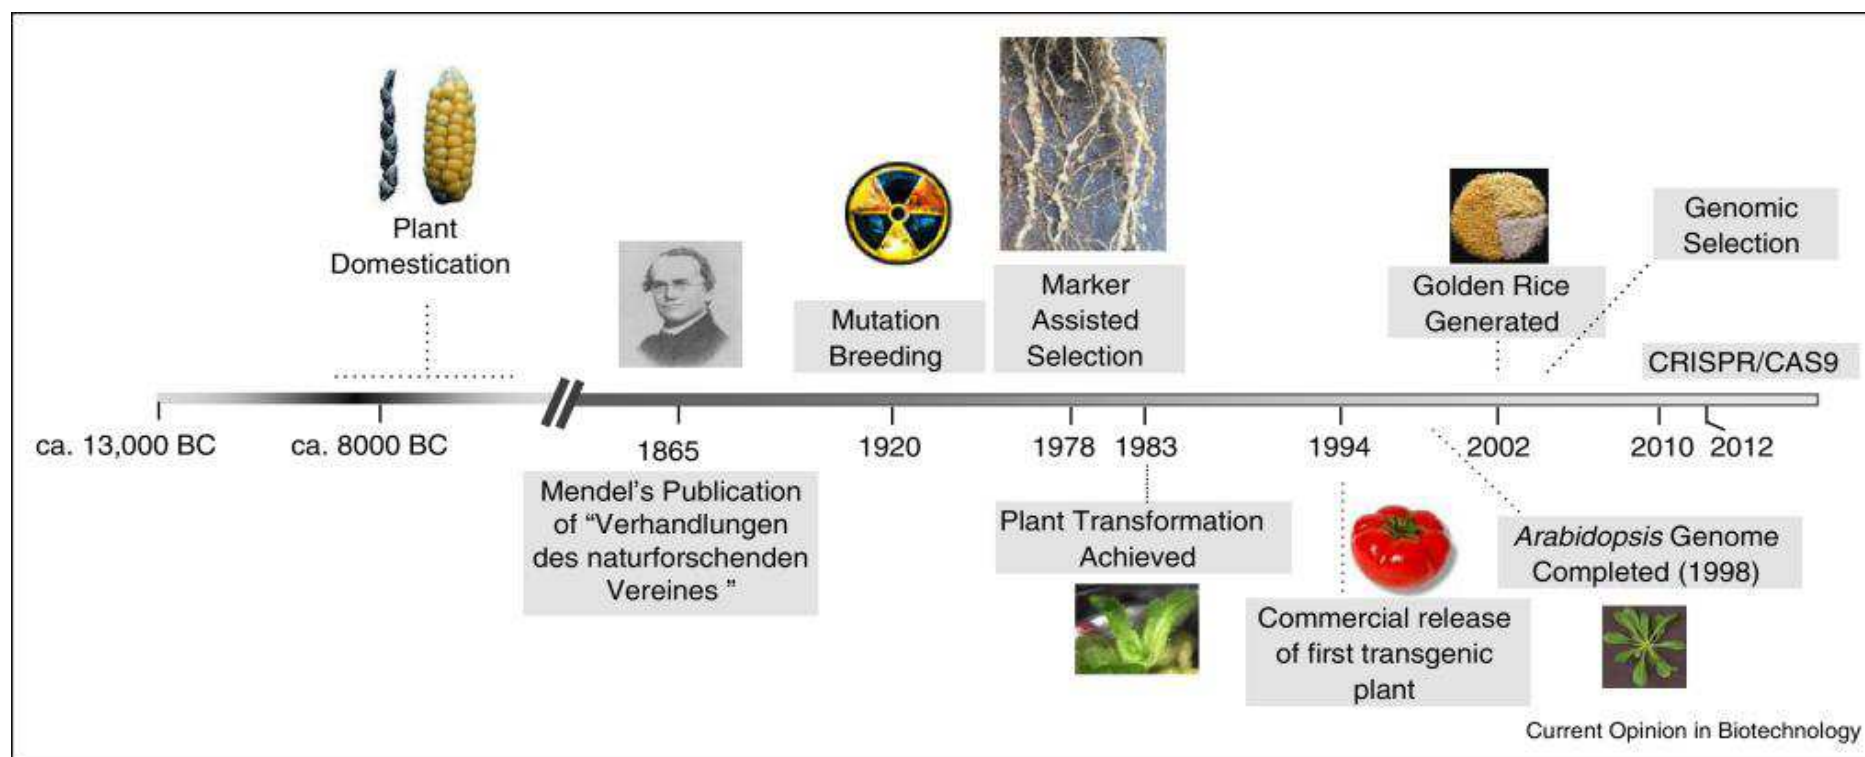 Plant
Domestication
Mutation
Breeding
Marker
Assisted
Selection
Golden Rice
Generated
Genomic
Selection
CRISPR/CAS9
ca. 13,000 BC
ca. 8000 BC
1865
1920
1978
1983
1994
2002
2010
2012
Mendel's Publication
of “Verhandlungen
des naturforschenden
Vereines ”
Plant Transformation
Achieved
Commercial release
of first transgenic
plant
Arabidopsis Genome
Completed (1998)
Current Opinion in Biotechnology